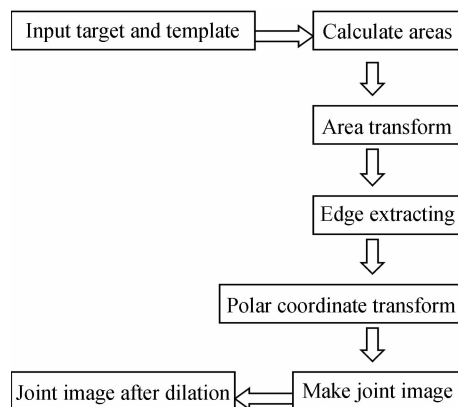 Input target and template
Calculate areas
Area transform
Edge extracting
Polar coordinate transform
Make joint image
Joint image after dilation